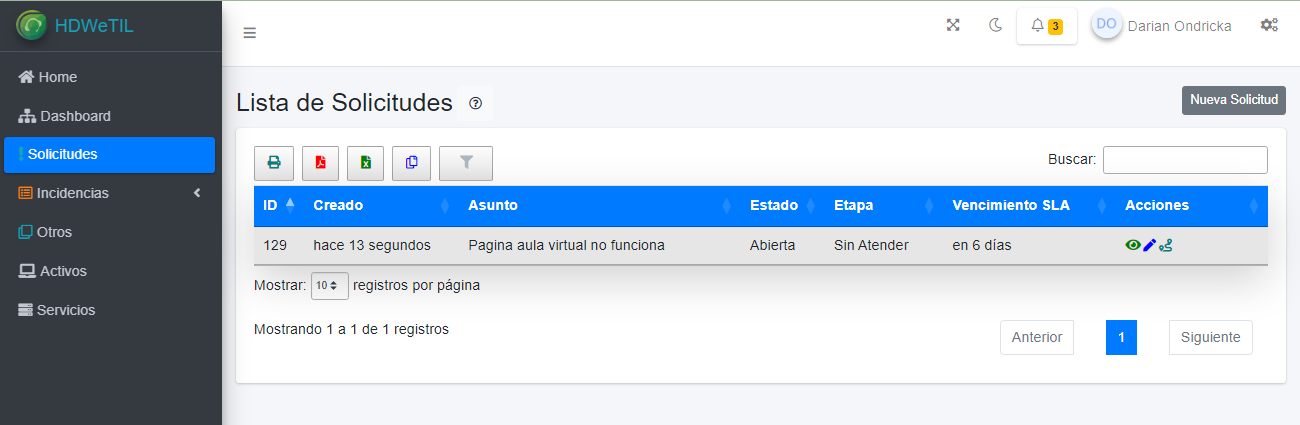 HDWeTIL
3
DO
Darian Ondricka
Home
Dashboard
Solicitudes
Incidencias
Otros
Activos
Servicios
Lista de Solicitudes
Nueva Solicitud
Buscar:
ID Creado Asunto Estado Etapa Vencimiento SLA Acciones
129 hace 13 segundos Pagina aula virtual no funciona Abierta Sin Atender en 6 días
Mostrar: 10 registros por página
Mostrando 1 a 1 de 1 registros
Anterior 1 Siguiente